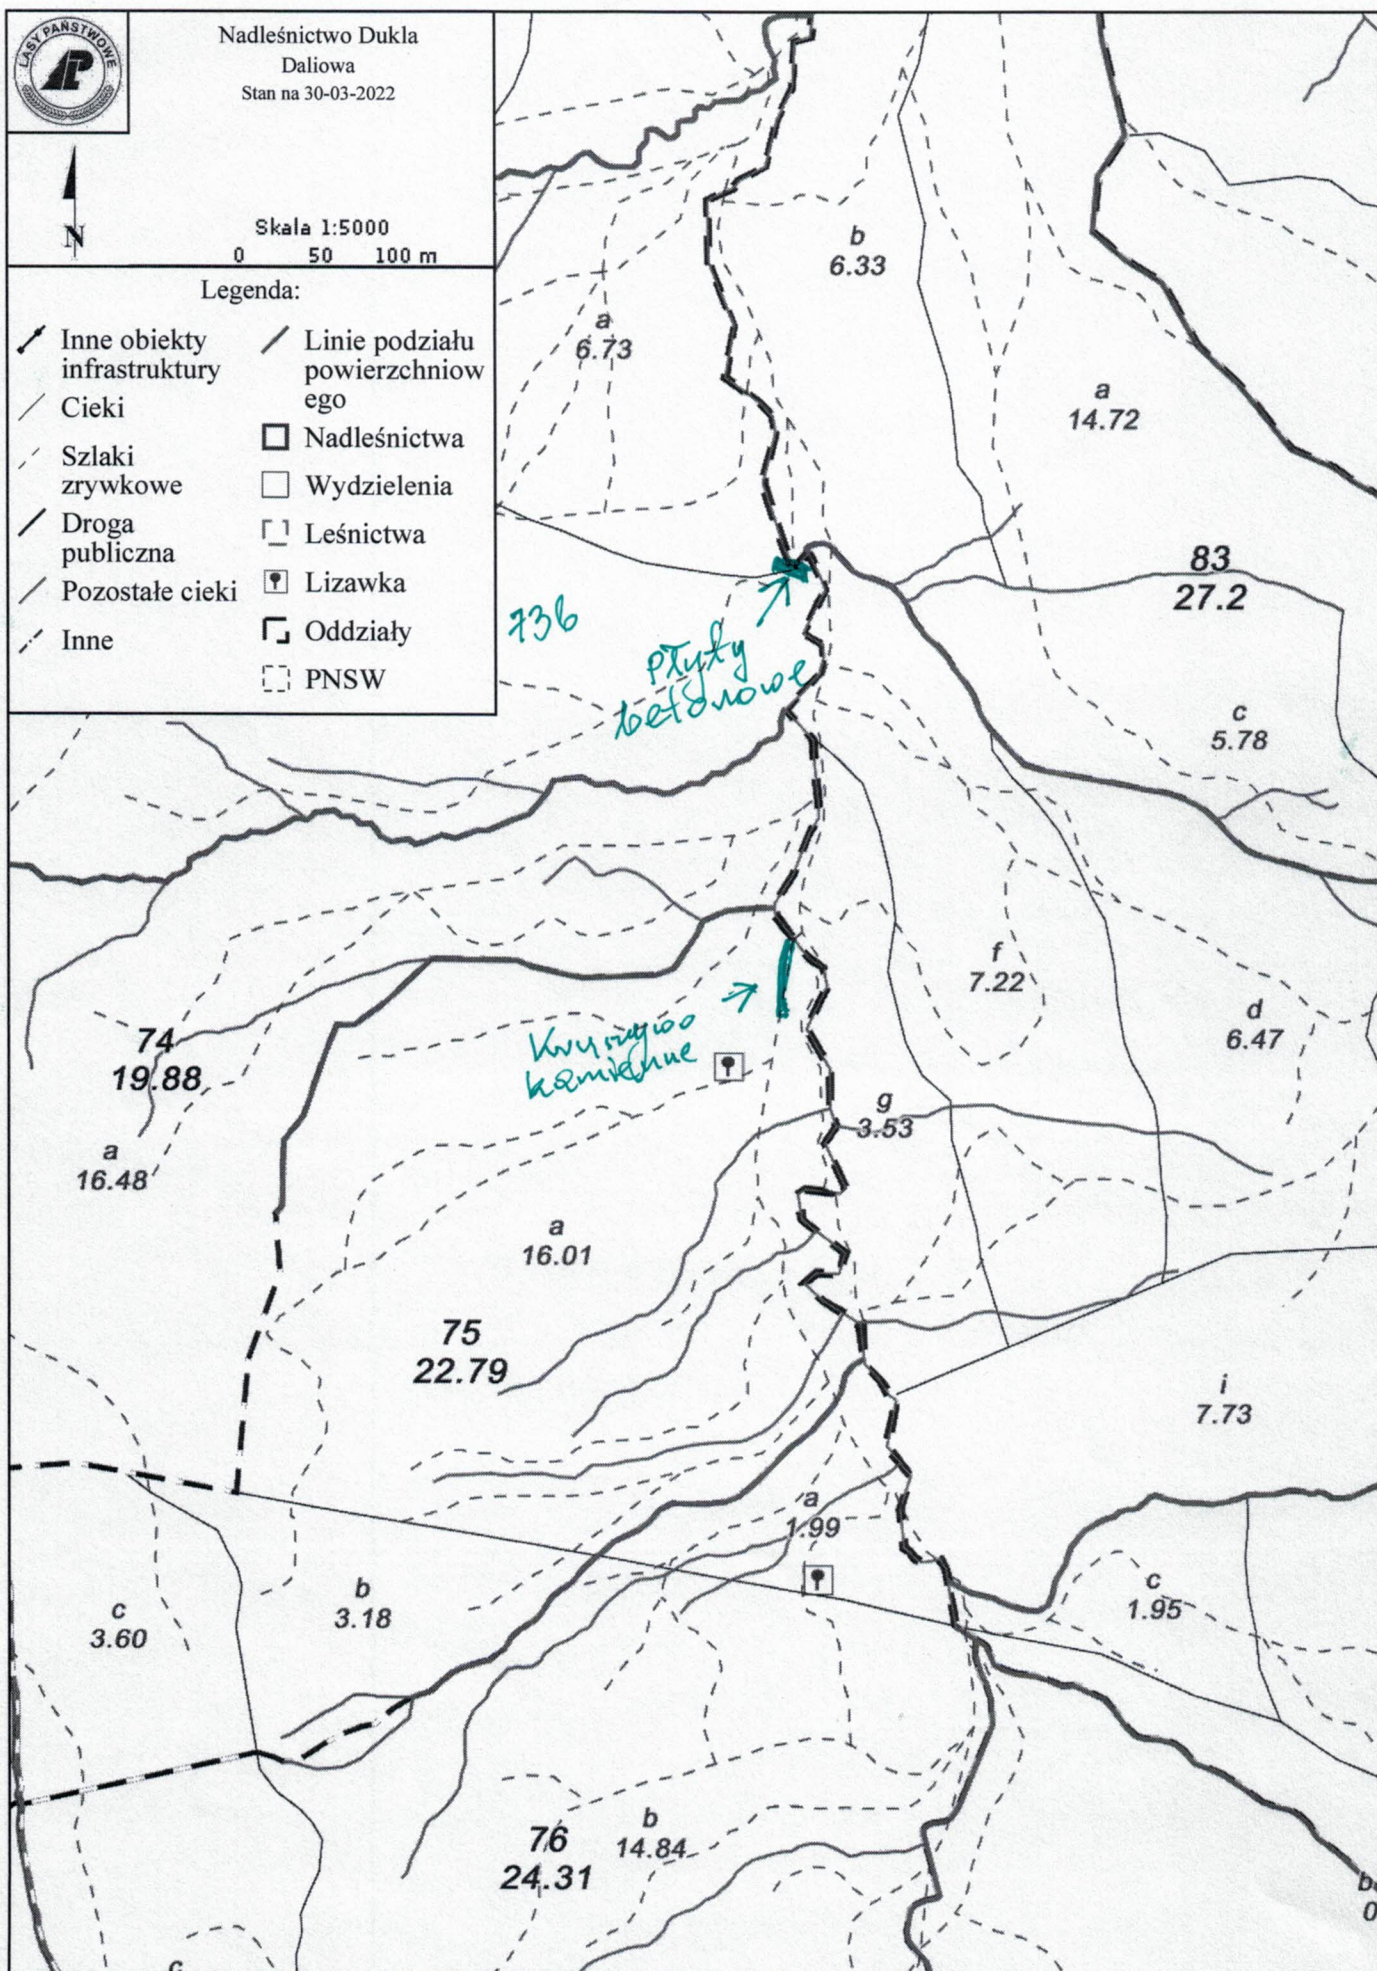 LASY PAŃSTWOWE
Nadleśnictwo Dukla
Daliowa
Stan na 30-03-2022
N
Skala 1:5000
0 50 100 m
Legenda:
Inne obiekty
infrastruktury
Cieki
Szlaki
zrywkowe
Droga
publiczna
Pozostałe cieki
Inne
Linie podziału
powierzchniow
ego
Nadleśnictwa
Wydzielenia
Leśnictwa
Lizawka
Oddziały
PNSW
b
6.33
a
6.73
a
14.72
83
27.2
73b
Płyty
betonowe
c
5.78
f
7.22
d
6.47
74
19.88
kamienne
g
3.53
a
16.48
a
16.01
75
22.79
i
7.73
a
1.99
c
3.60
b
3.18
c
1.95
76
24.31
b
14.84
c